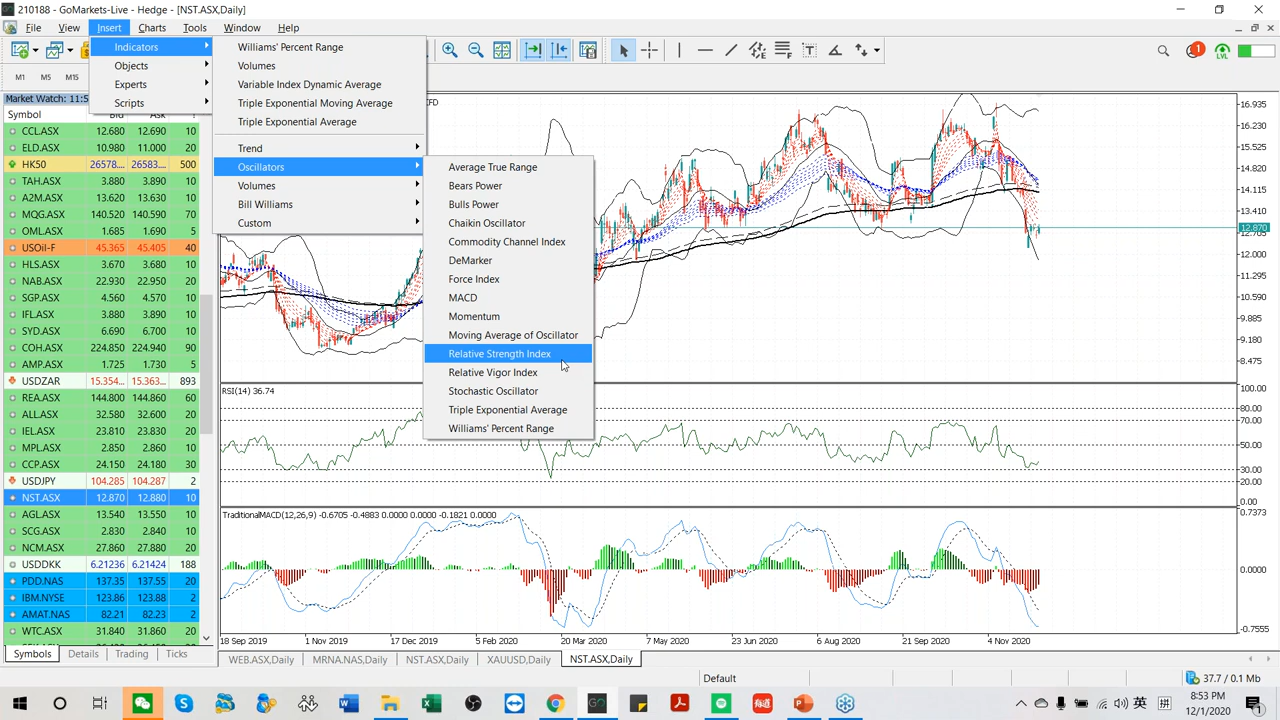 210188 - GoMarkets-Live - Hedge - [NST.ASX,Daily]
File View Insert Charts Tools Window Help
Indicators
Objects
Experts
Scripts
Williams' Percent Range
Volumes
Variable Index Dynamic Average
Triple Exponential Moving Average
Triple Exponential Average
Trend
Oscillators
Volumes
Bill Williams
Custom
Average True Range
Bears Power
Bulls Power
Chaikin Oscillator
Commodity Channel Index
DeMarker
Force Index
MACD
Momentum
Moving Average of Oscillator
Relative Strength Index
Relative Vigor Index
Stochastic Oscillator
Triple Exponential Average
Williams' Percent Range
M1 M5 M15
Market Watch: 11:5
Symbol Bid Ask
CCL.ASX 12.680 12.690 10
ELD.ASX 10.980 11.000 5
HK50 26578.... 26583.... 500
TAH.ASX 3.880 3.890 10
A2M.ASX 13.620 13.630 10
MQG.ASX 140.520 140.590 70
OML.ASX 1.685 1.690 5
USOil-F 45.365 45.405 40
HLS.ASX 3.670 3.680 10
NAB.ASX 22.930 22.950 20
SGP.ASX 4.560 4.570 10
IFL.ASX 3.880 3.890 10
SYD.ASX 6.690 6.700 10
COH.ASX 224.850 224.940 90
AMP.ASX 1.725 1.730 5
USDZAR 15.354... 15.363... 893
REA.ASX 144.800 144.860 60
ALL.ASX 32.580 32.600 20
IEL.ASX 23.810 23.830 20
MPL.ASX 2.850 2.860 10
CCP.ASX 24.150 24.180 30
USDJPY 104.285 104.287 2
NST.ASX 12.870 12.880 10
AGL.ASX 13.540 13.550 10
SCG.ASX 2.830 2.840 10
NCM.ASX 27.860 27.880 20
USDDKK 6.21236 6.21424 188
PDD.NAS 137.35 137.55 20
IBM.NYSE 123.86 123.88 2
AMAT.NAS 82.21 82.23 2
WTC.ASX 31.840 31.860 20
Symbols Details Trading Ticks
LVL
1
FD
16.935
16.230
15.525
14.820
14.115
13.410
12.870
12.705
12.000
11.295
10.590
9.885
9.180
8.475
RSI(14) 36.74
100.00
80.00
50.00
30.00
20.00
0.00
TraditionalMACD(12,26,9) -0.6705 -0.4883 0.0000 0.0000 -0.1821 0.0000
0.7373
0.0000
-0.7555
18 Sep 2019 1 Nov 2019 17 Dec 2019 5 Feb 2020 20 Mar 2020 7 May 2020 23 Jun 2020 6 Aug 2020 21 Sep 2020 4 Nov 2020
WEB.ASX,Daily MRNA.NAS,Daily NST.ASX,Daily XAUUSD,Daily NST.ASX,Daily
Default
37.7 / 0.1 Mb
英 拼
8:53 PM
12/1/2020
1